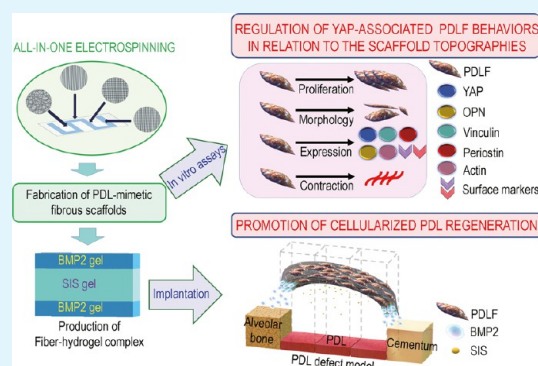 ALL-IN-ONE ELECTROSPINNING
Fabrication of PDL-mimetic
fibrous scaffolds
BMP2 gel
SIS gel
BMP2 gel
Production of
Fiber-hydrogel complex
In vitro assays
Implantation
REGULATION OF YAP-ASSOCIATED PDLF BEHAVIORS
IN RELATION TO THE SCAFFOLD TOPOGRAPHIES
Proliferation
Morphology
Expression
Contraction
PDLF
YAP
OPN
Vinculin
Periostin
Actin
Surface markers
PROMOTION OF CELLULARIZED PDL REGENERATION
Alveolar
bone
PDL
Cementum
PDL defect model
PDLF
BMP2
SIS